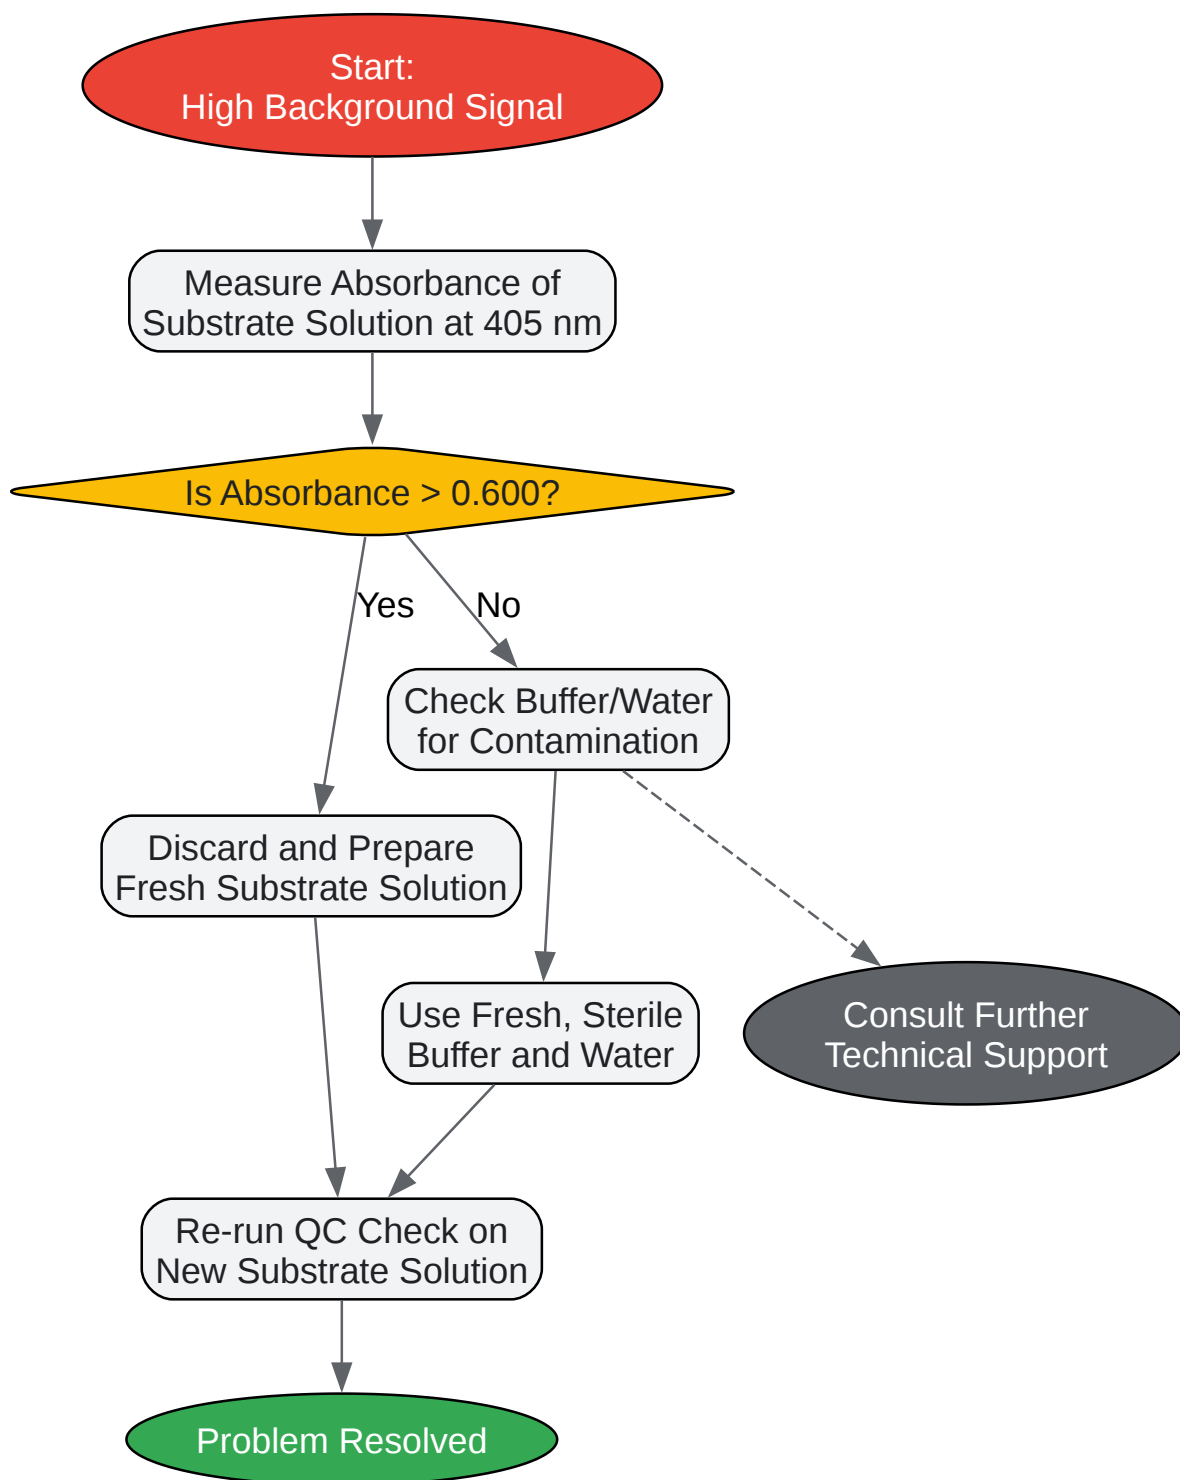 Start:
High Background Signal
Measure Absorbance of
Substrate Solution at 405 nm
Is Absorbance > 0.600?
Yes
No
Check Buffer/Water
for Contamination
Discard and Prepare
Fresh Substrate Solution
Use Fresh, Sterile
Buffer and Water
Consult Further
Technical Support
Re-run QC Check on
New Substrate Solution
Problem Resolved